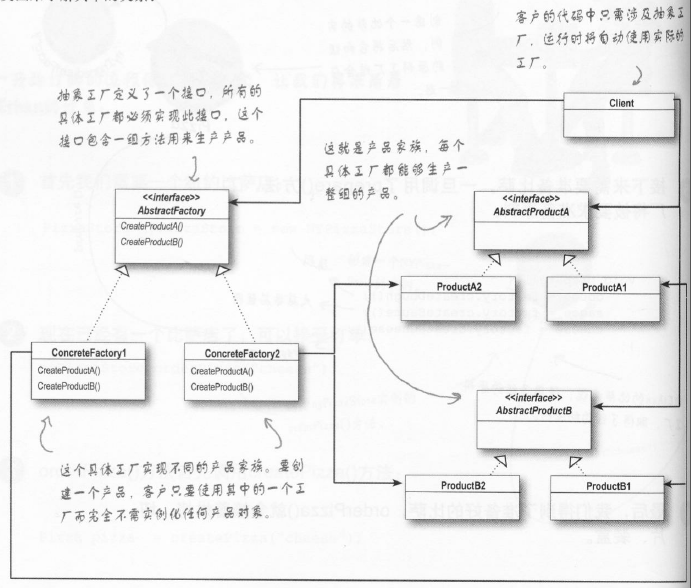 客户的代码中只需涉及抽象工
厂，运行时将自动使用实际的
工厂。
抽象工厂定义了一个接口，所有的
具体工厂都必须实现此接口，这个
接口包含一组方法用来生产产品。
Client
这就是产品家族，每个
具体工厂都能够生产一
整组的产品。
<<interface>>
AbstractFactory
CreateProductA()
CreateProductB()
<<interface>>
AbstractProductA
ProductA2
ProductA1
ConcreteFactory1
CreateProductA()
CreateProductB()
ConcreteFactory2
CreateProductA()
CreateProductB()
<<interface>>
AbstractProductB
ProductB2
ProductB1
这个具体工厂实现不同的产品家族。要创
建一个产品，客户只要使用其中的一个工
厂而完全不需实例化任何产品对象。